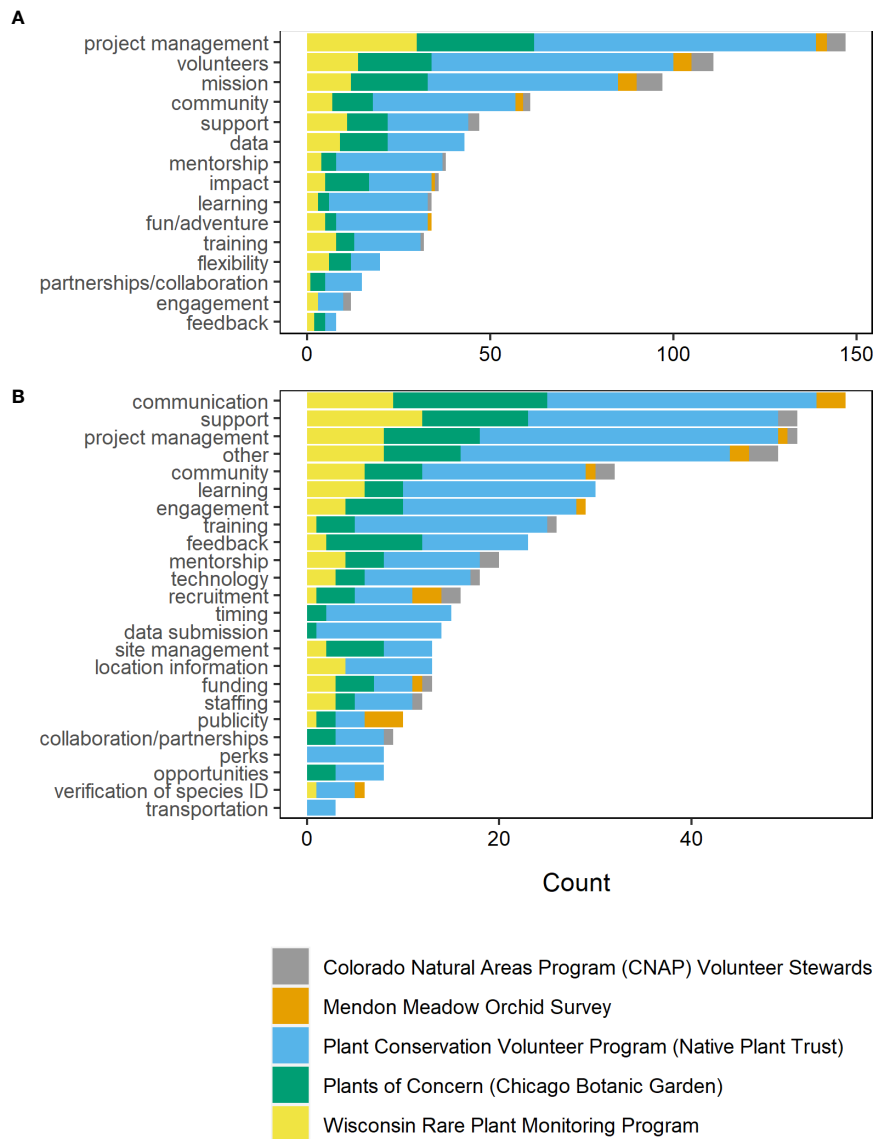 A
project management
volunteers
mission
community
support
data
mentorship
impact
learning
fun/adventure
training
flexibility
partnerships/collaboration
engagement
feedback
0 50 100 150
B
communication
support
project management
other
community
learning
engagement
training
feedback
mentorship
technology
recruitment
timing
data submission
site management
location information
funding
staffing
publicity
collaboration/partnerships
perks
opportunities
verification of species ID
transportation
0 20 40
Count
Colorado Natural Areas Program (CNAP) Volunteer Stewards
Mendon Meadow Orchid Survey
Plant Conservation Volunteer Program (Native Plant Trust)
Plants of Concern (Chicago Botanic Garden)
Wisconsin Rare Plant Monitoring Program